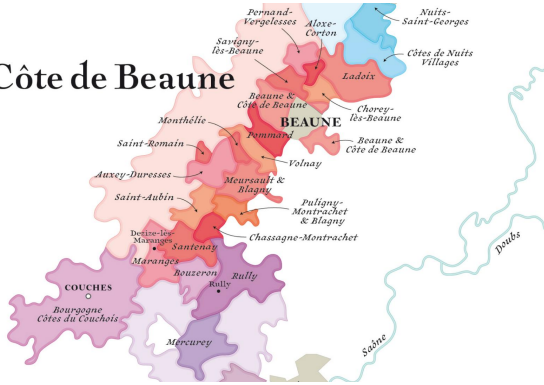 Pernand-
Vergelesses
Aloxe-
Corton
Nuits-
Saint-Georges
Savigny-
lès-Beaune
Côtes de Nuits
Villages
Côte de Beaune
Ladoix
Beaune &
Côte de Beaune
Chorey-
lès-Beaune
Monthélie
BEAUNE
Pommard
Beaune &
Côte de Beaune
Saint-Romain
Volnay
Auxey-Duresses
Meursault &
Blagny
Saint-Aubin
Puligny-
Montrachet
& Blagny
Chassagne-Montrachet
Dezize-lès-
Maranges
Santenay
Maranges
Bouzeron
Rully
Rully
COUCHES
Bourgogne
Côtes du Couchois
Mercurey
Doubs
Saône